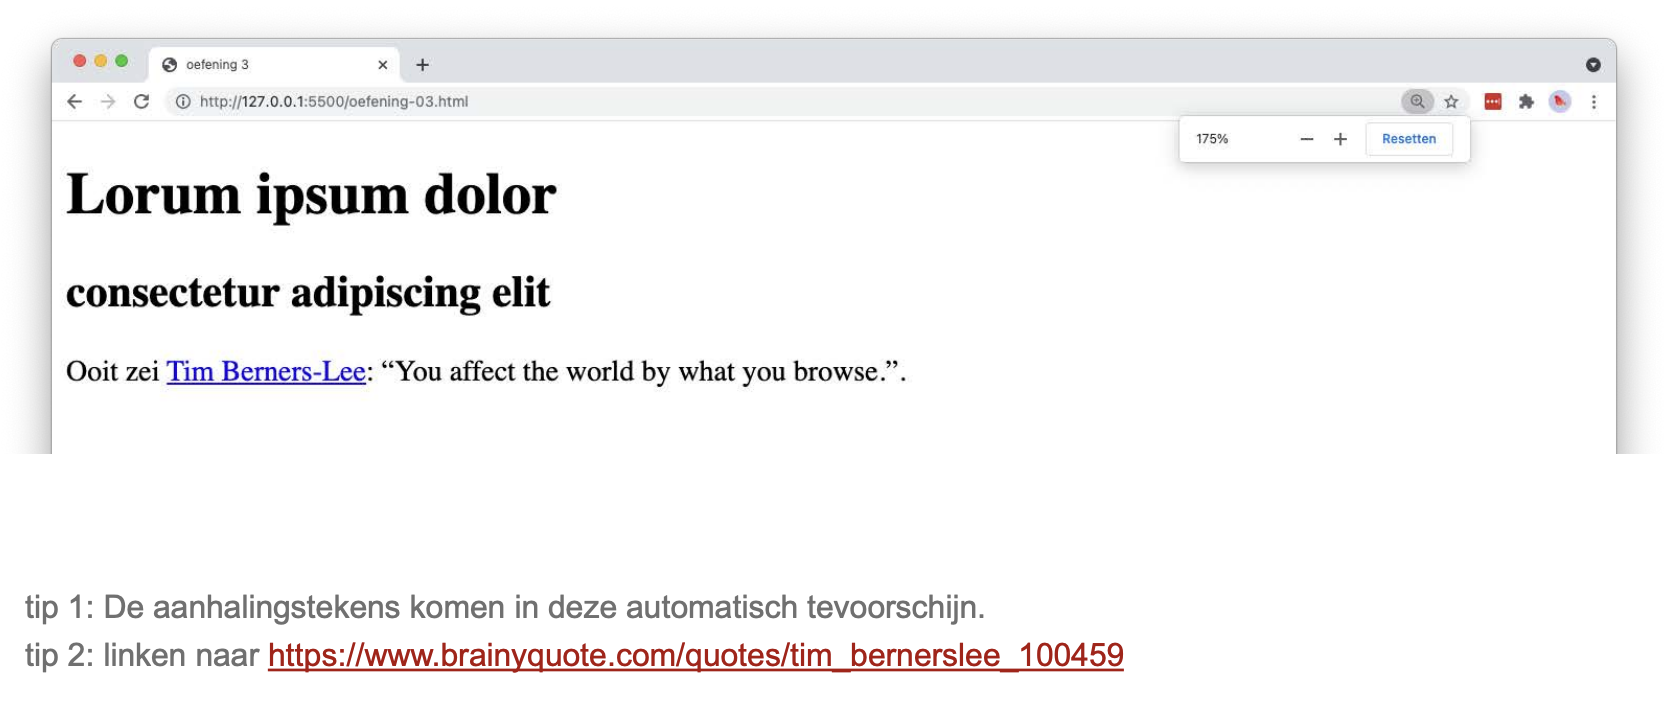 oefening 3
http://127.0.0.1:5500/oefening-03.html
175%
Resetten
Lorum ipsum dolor
consectetur adipiscing elit
Ooit zei Tim Berners-Lee: “You affect the world by what you browse.”.
tip 1: De aanhalingstekens komen in deze automatisch tevoorschijn.
tip 2: linken naar https://www.brainyquote.com/quotes/tim_bernerslee_100459